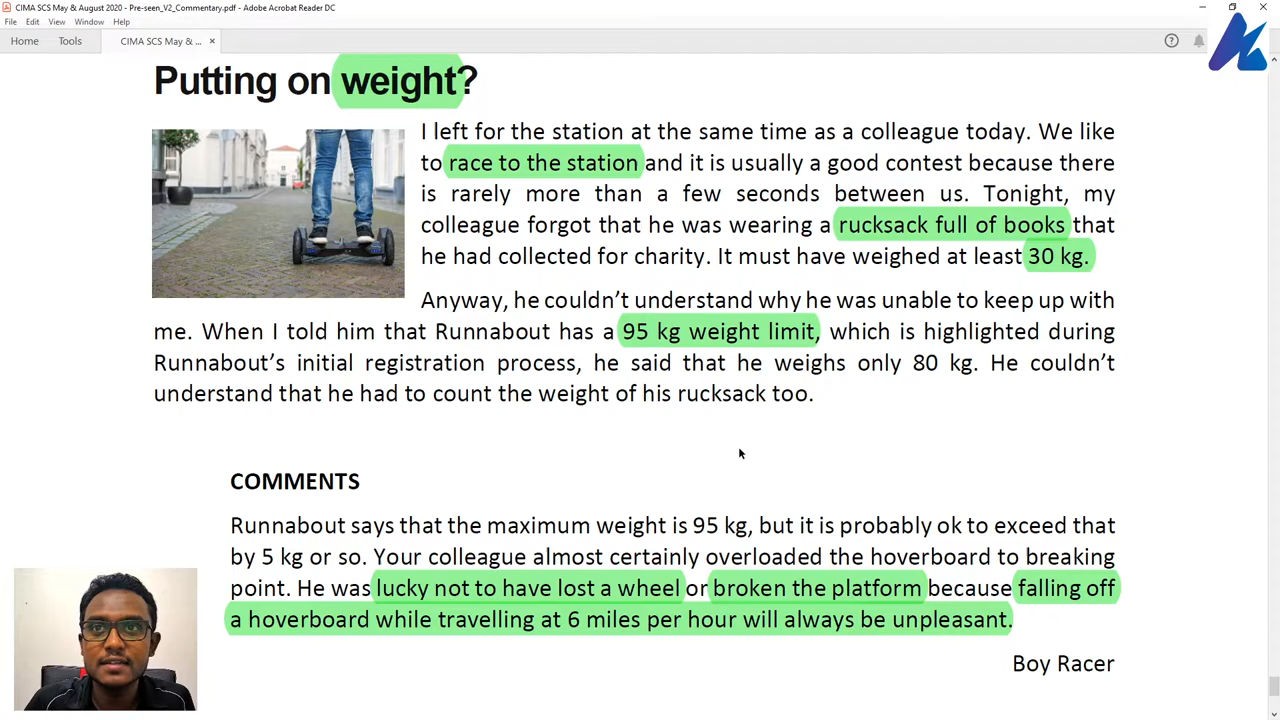 CIMA SCS May & August 2020 - Pre-seen_V2_Commentary.pdf - Adobe Acrobat Reader DC
File Edit View Window Help
Home Tools CIMA SCS May & ... ×
Putting on weight?
I left for the station at the same time as a colleague today. We like
to race to the station and it is usually a good contest because there
is rarely more than a few seconds between us. Tonight, my
colleague forgot that he was wearing a rucksack full of books that
he had collected for charity. It must have weighed at least 30 kg.
Anyway, he couldn’t understand why he was unable to keep up with
me. When I told him that Runnabout has a 95 kg weight limit, which is highlighted during
Runnabout’s initial registration process, he said that he weighs only 80 kg. He couldn’t
understand that he had to count the weight of his rucksack too.
COMMENTS
Runnabout says that the maximum weight is 95 kg, but it is probably ok to exceed that
by 5 kg or so. Your colleague almost certainly overloaded the hoverboard to breaking
point. He was lucky not to have lost a wheel or broken the platform because falling off
a hoverboard while travelling at 6 miles per hour will always be unpleasant.
Boy Racer